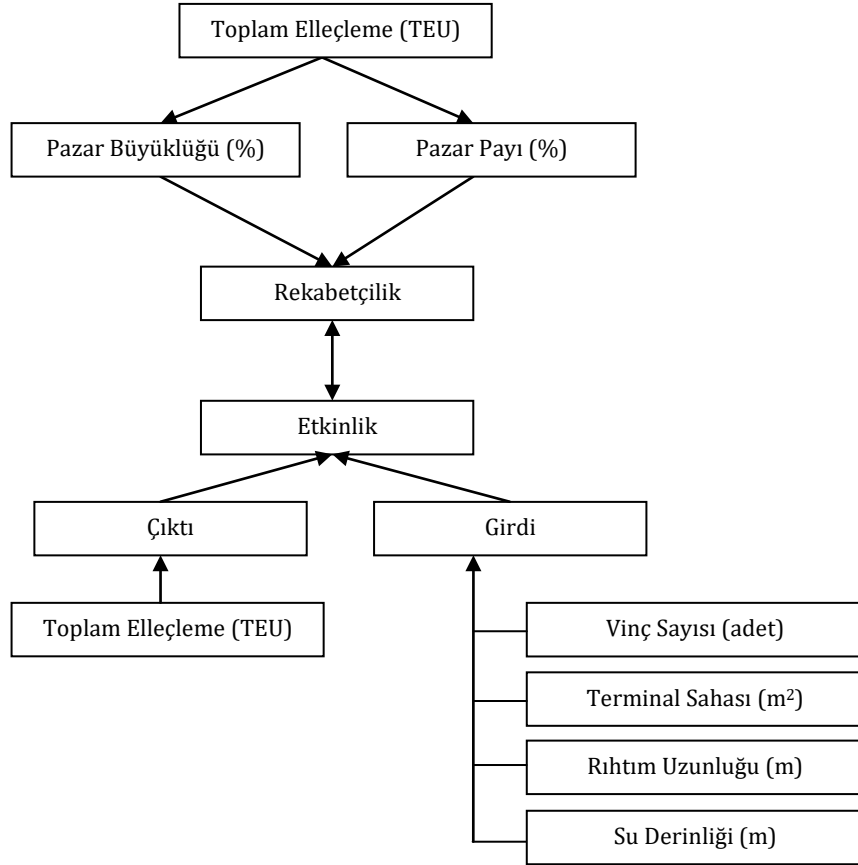 Toplam Elleçleme (TEU)
Pazar Büyüklüğü (%)
Pazar Payı (%)
Rekabetçilik
Etkinlik
Çıktı
Girdi
Toplam Elleçleme (TEU)
Vinç Sayısı (adet)
Terminal Sahası (m²)
Rıhtım Uzunluğu (m)
Su Derinliği (m)